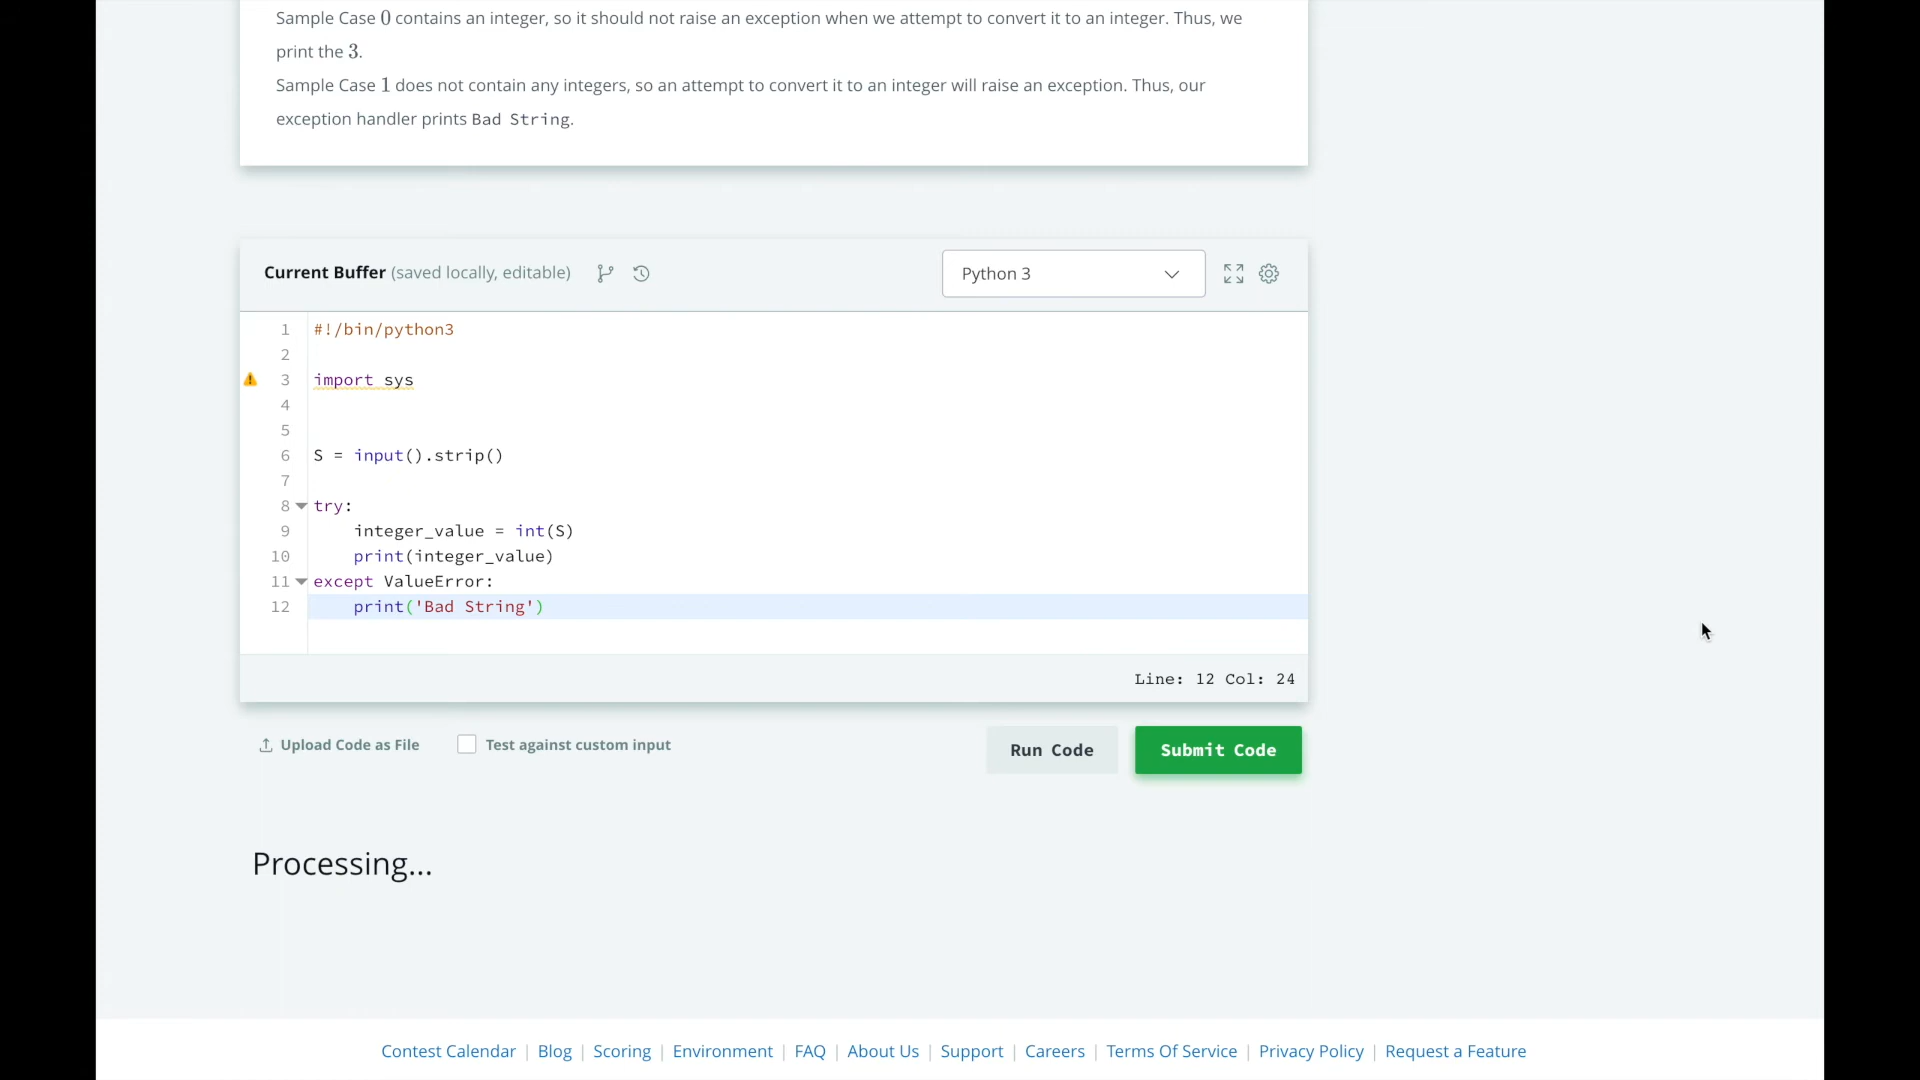 Sample Case 0 contains an integer, so it should not raise an exception when we attempt to convert it to an integer. Thus, we
print the 3.
Sample Case 1 does not contain any integers, so an attempt to convert it to an integer will raise an exception. Thus, our
exception handler prints Bad String.
Current Buffer (saved locally, editable)
Python 3
1 #!/bin/python3
2
3 import sys
4
5
6 S = input().strip()
7
8 try:
9     integer_value = int(S)
10     print(integer_value)
11 except ValueError:
12     print('Bad String')
Line: 12 Col: 24
Upload Code as File
Test against custom input
Run Code
Submit Code
Processing...
Contest Calendar | Blog | Scoring | Environment | FAQ | About Us | Support | Careers | Terms Of Service | Privacy Policy | Request a Feature